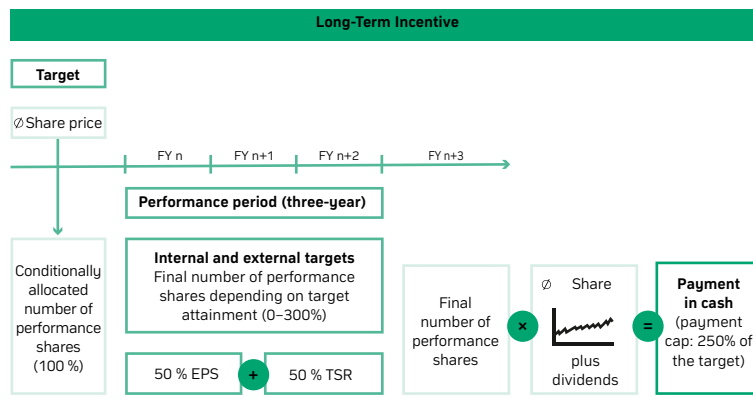 Long-Term Incentive
Target
∅ Share price
FY n
FY n+1
FY n+2
FY n+3
Performance period (three-year)
Conditionally
allocated
number of
performance
shares
(100 %)
Internal and external targets
Final number of performance
shares depending on target
attainment (0–300%)
50 % EPS
+
50 % TSR
Final
number of
performance
shares
×
∅ Share
plus
dividends
=
Payment
in cash
(payment
cap: 250% of
the target)